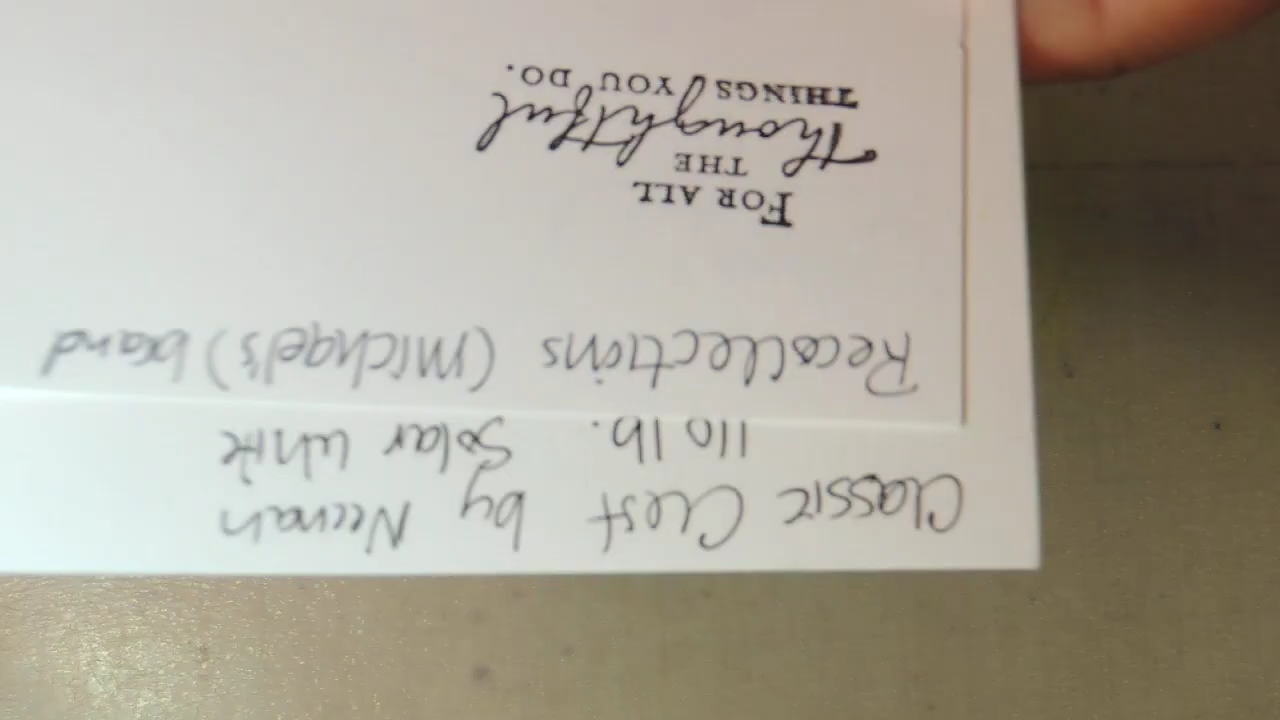 Classic Crest by Neenah
110 lb. Solar White
Recollections (Michael's) brand
FOR ALL
THE
thoughtful
THINGS YOU DO.